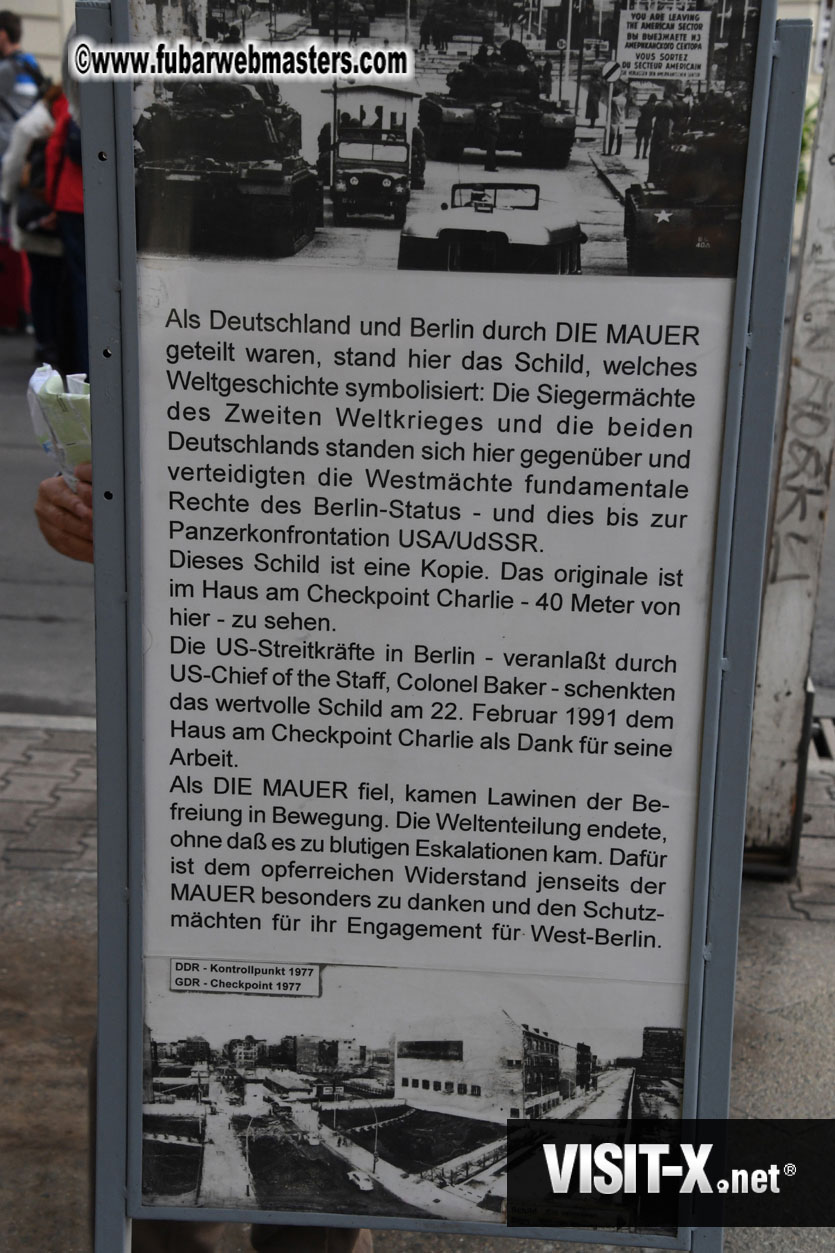 ©www.fubarwebmasters.com
YOU ARE LEAVING
THE AMERICAN SECTOR
ВЫ ВЫЕЗЖАЕТЕ ИЗ
АМЕРИКАНСКОГО СЕКТОРА
VOUS SORTEZ
DU SECTEUR AMÉRICAIN
Als Deutschland und Berlin durch DIE MAUER
geteilt waren, stand hier das Schild, welches
Weltgeschichte symbolisiert: Die Siegermächte
des Zweiten Weltkrieges und die beiden
Deutschlands standen sich hier gegenüber und
verteidigten die Westmächte fundamentale
Rechte des Berlin-Status - und dies bis zur
Panzerkonfrontation USA/UdSSR.
Dieses Schild ist eine Kopie. Das originale ist
im Haus am Checkpoint Charlie - 40 Meter von
hier - zu sehen.
Die US-Streitkräfte in Berlin - veranlaßt durch
US-Chief of the Staff, Colonel Baker - schenkten
das wertvolle Schild am 22. Februar 1991 dem
Haus am Checkpoint Charlie als Dank für seine
Arbeit.
Als DIE MAUER fiel, kamen Lawinen der Be-
freiung in Bewegung. Die Weltenteilung endete,
ohne daß es zu blutigen Eskalationen kam. Dafür
ist dem opferreichen Widerstand jenseits der
MAUER besonders zu danken und den Schutz-
mächten für ihr Engagement für West-Berlin.
DDR - Kontrollpunkt 1977
GDR - Checkpoint 1977
VISIT-X.net®